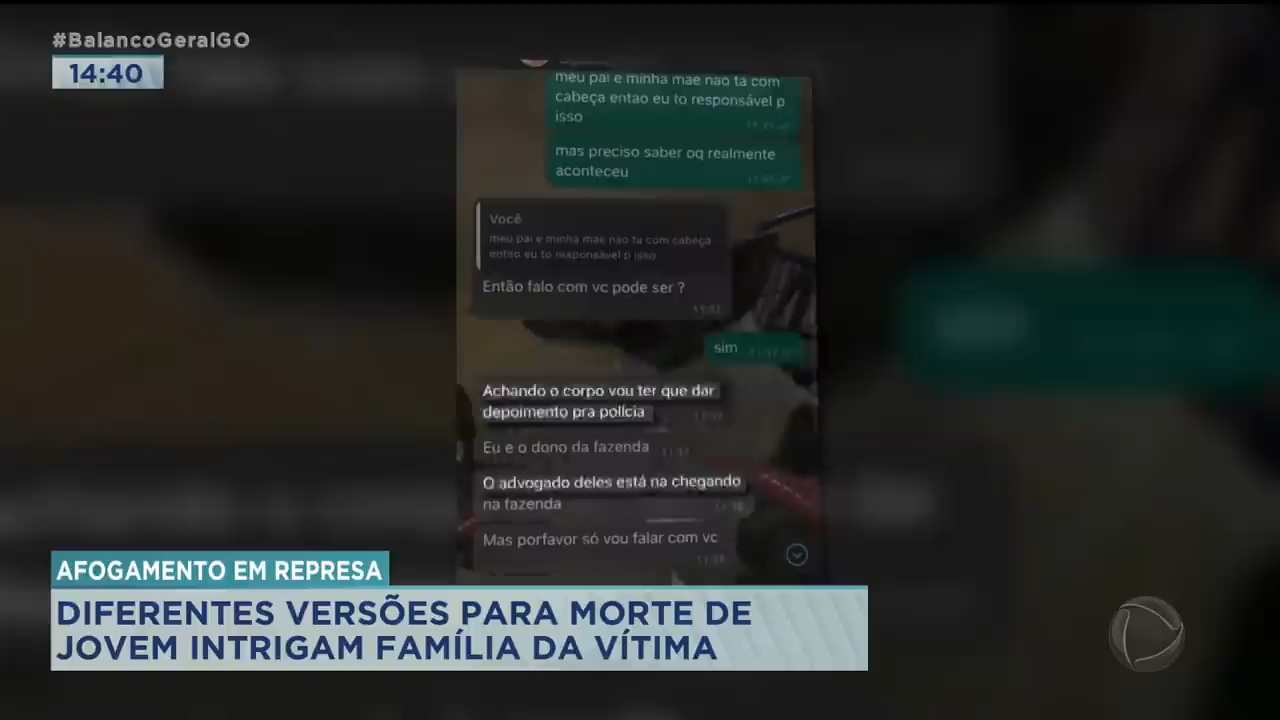 #BalancoGeralGO
14:40
meu pai e minha mae nao ta com
cabeça entao eu to responsável p
isso
mas preciso saber oq realmente
aconteceu
Você
meu pai e minha mae nao ta com cabeça
entao eu to responsável p isso
Então falo com vc pode ser ?
11:37
sim
Achando o corpo vou ter que dar
depoimento pra polícia
Eu e o dono da fazenda
O advogado deles está na chegando
na fazenda
Mas porfavor só vou falar com vc
11:38
AFOGAMENTO EM REPRESA
DIFERENTES VERSÕES PARA MORTE DE
JOVEM INTRIGAM FAMÍLIA DA VÍTIMA